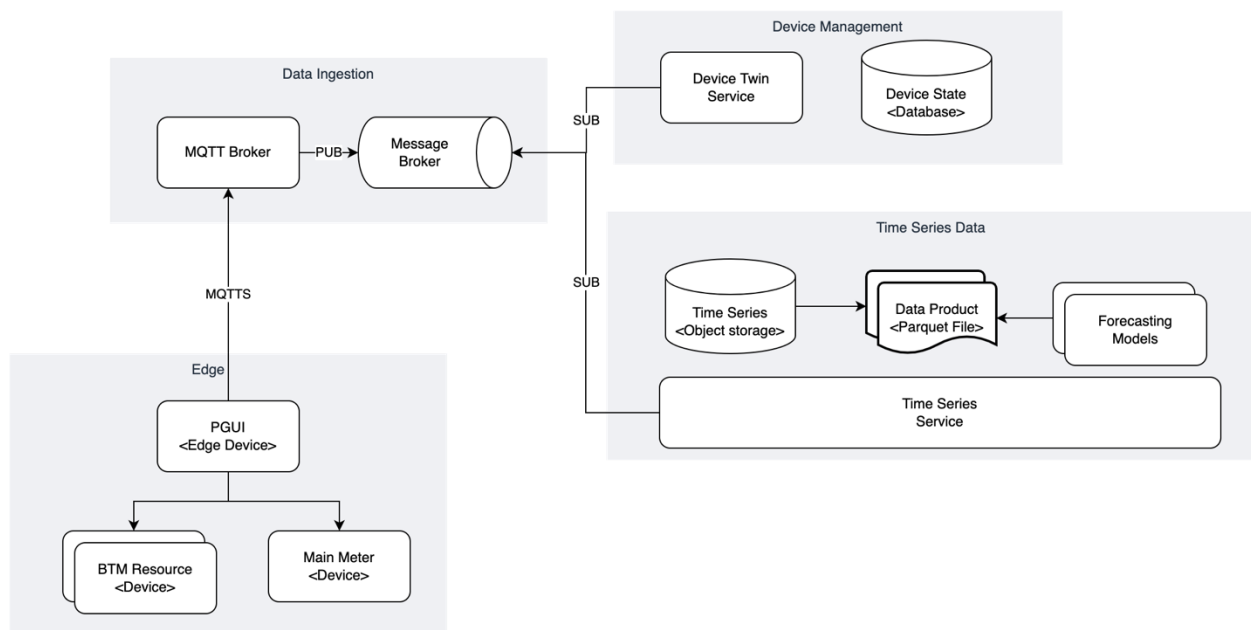 Device Management
Device Twin
Service
Device State
<Database>
Data Ingestion
MQTT Broker
PUB
Message
Broker
SUB
SUB
Time Series Data
Time Series
<Object storage>
Data Product
<Parquet File>
Forecasting
Models
Time Series
Service
MQTTS
Edge
PGUI
<Edge Device>
BTM Resource
<Device>
Main Meter
<Device>